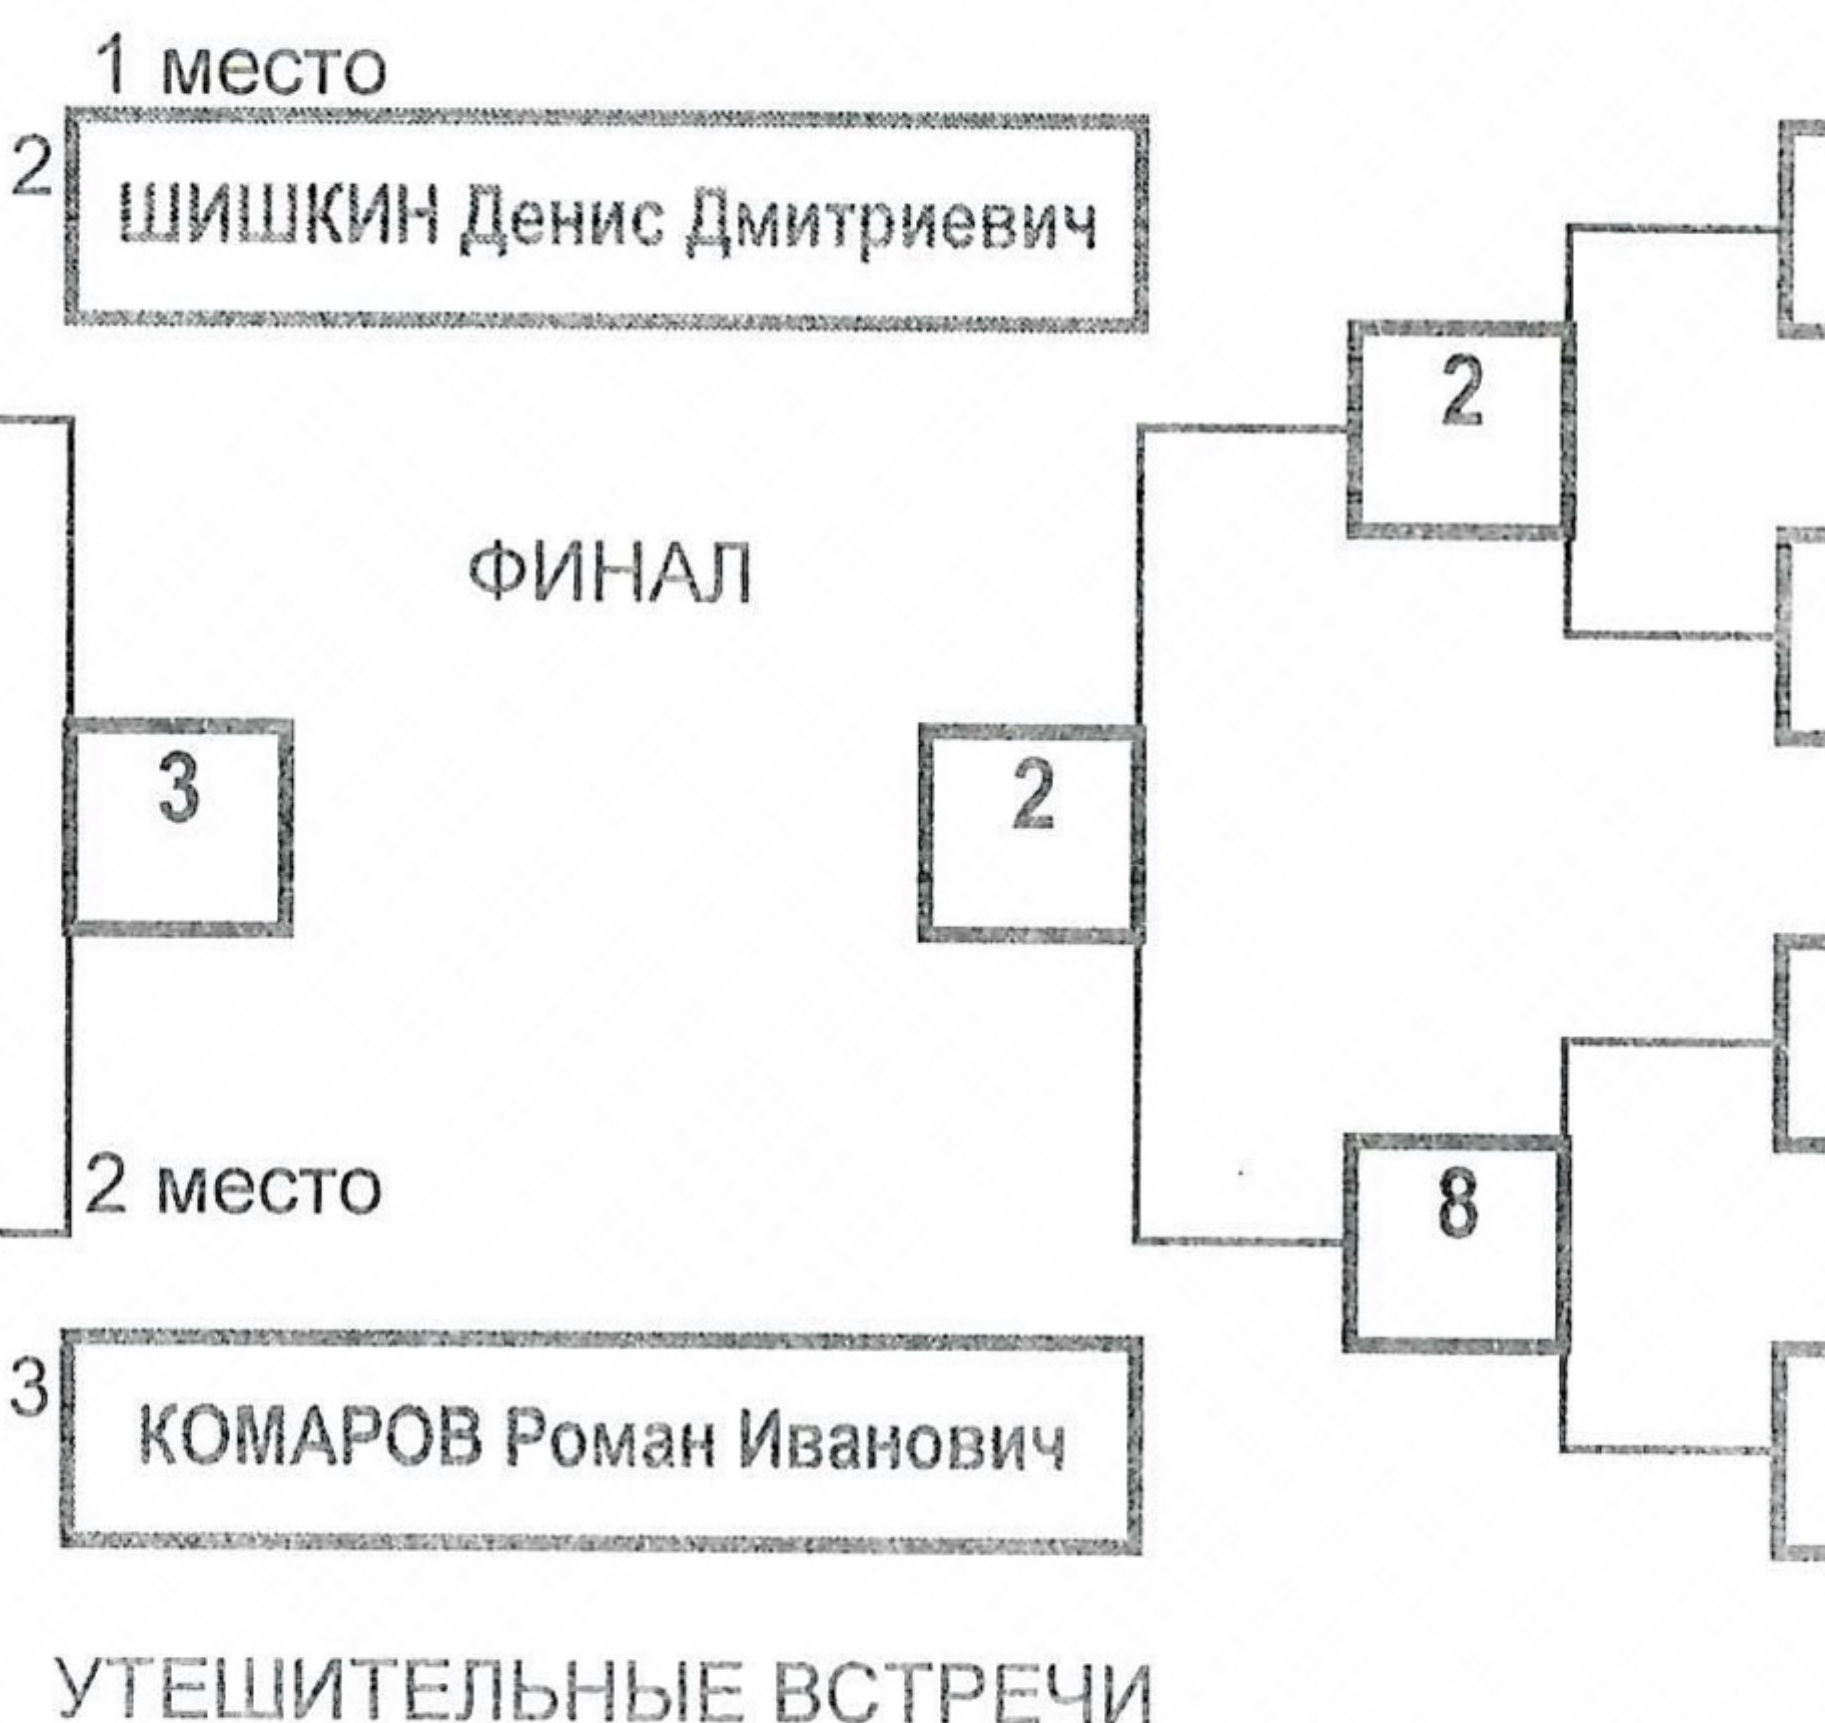 1 место
2
ШИШКИН Денис Дмитриевич
2
ФИНАЛ
3
2
2 место
8
3
КОМАРОВ Роман Иванович
УТЕШИТЕЛЬНЫЕ ВСТРЕЧИ